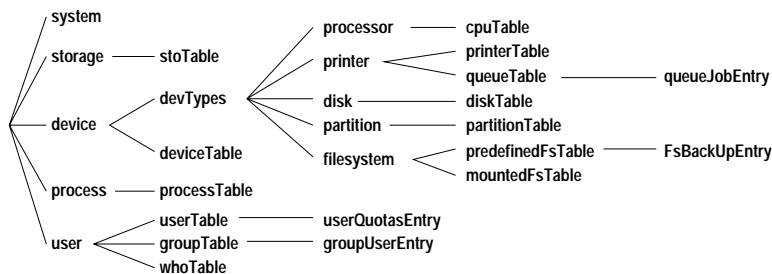 system
processor cpuTable
printerTable
storage stoTable printer
queueTable queueJobEntry
devTypes disk diskTable
device partition partitionTable
deviceTable filesystem predefinedFsTable FsBackUpEntry
mountedFsTable
process processTable
userTable userQuotasEntry
user groupTable groupUserEntry
whoTable